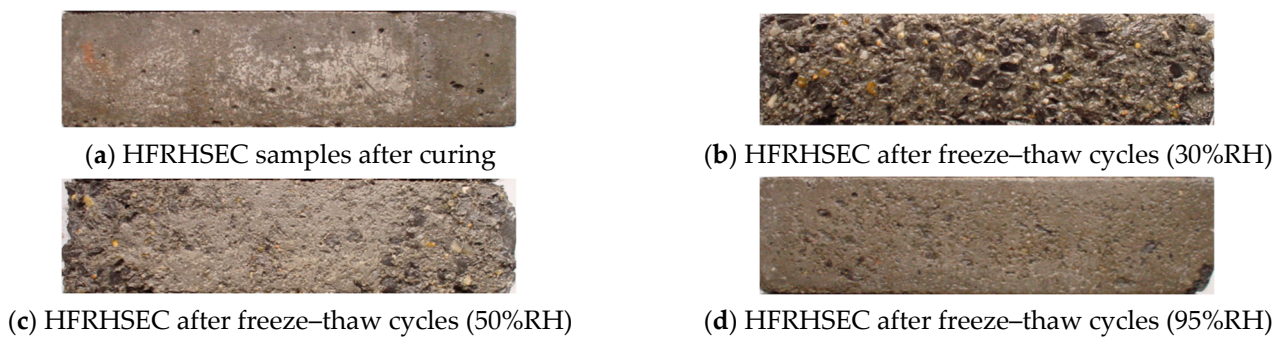 (a) HFRHSEC samples after curing
(b) HFRHSEC after freeze–thaw cycles (30%RH)
(c) HFRHSEC after freeze–thaw cycles (50%RH)
(d) HFRHSEC after freeze–thaw cycles (95%RH)